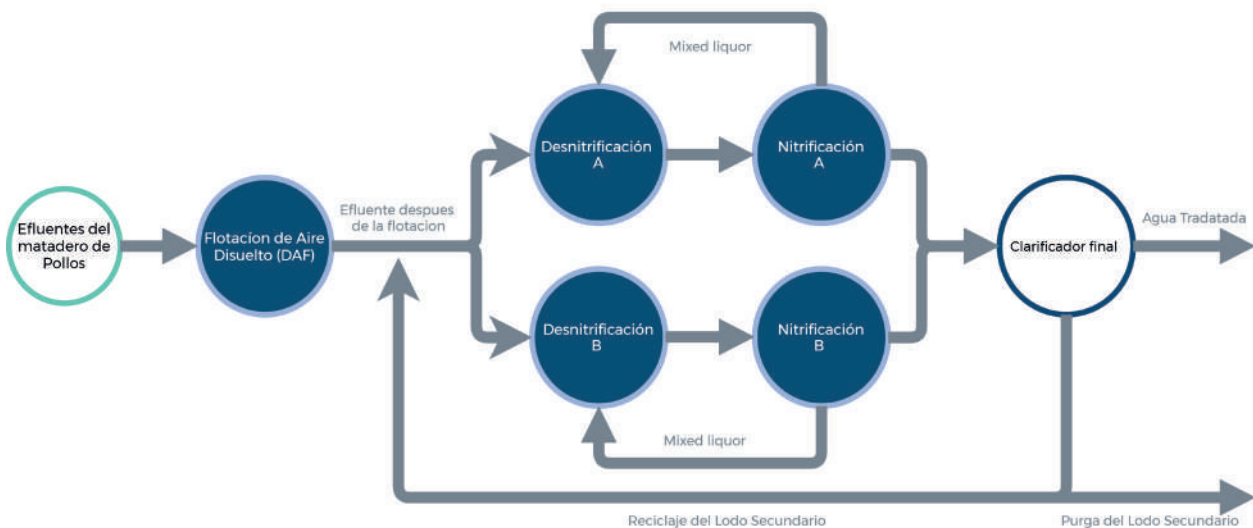 Mixed liquor
Desnitrificación
A
Nitrificación
A
Efluentes del
matadero de
Pollos
Flotacíon de Aire
Disuelto (DAF)
Efluente despues
de la flotacion
Clarificador final
Agua Tradatada
Desnitrificación
B
Nitrificación
B
Mixed liquor
Reciclaje del Lodo Secundario
Purga del Lodo Secundario